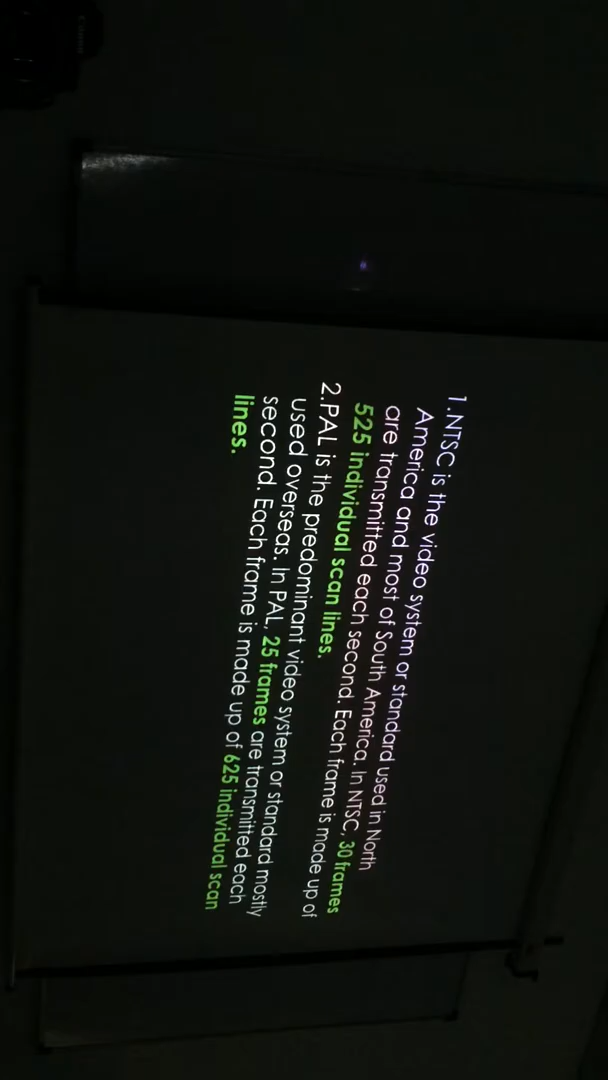 1.NTSC is the video system or standard used in North
America and most of South America. In NTSC, 30 frames
are transmitted each second. Each frame is made up of
525 individual scan lines.
2.PAL is the predominant video system or standard mostly
used overseas. In PAL, 25 frames are transmitted each
second. Each frame is made up of 625 individual scan
lines.